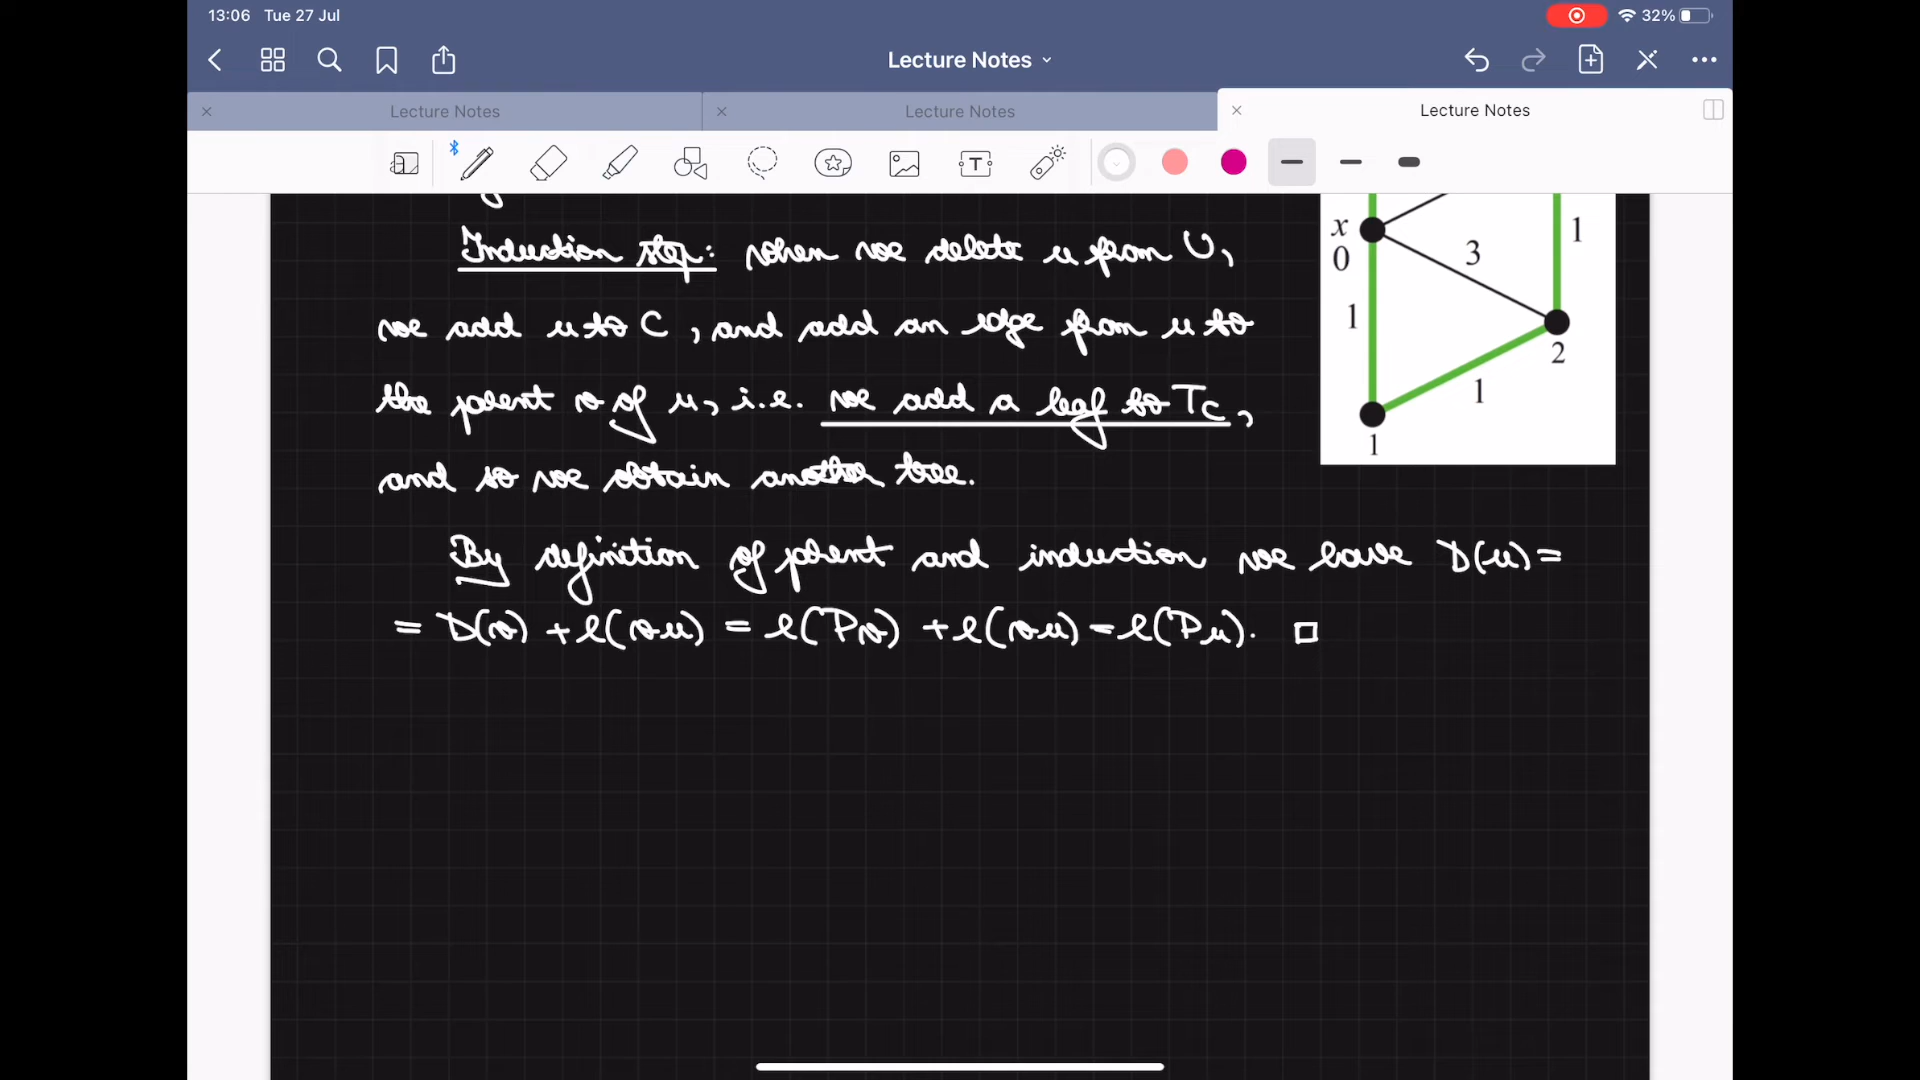 13:06 Tue 27 Jul
32%
Lecture Notes
Lecture Notes
Lecture Notes
Lecture Notes
T
Induction step: when we delete u from U,
we add u to C, and add an edge from u to
the parent v of u, i.e. we add a leaf to T_C,
and so we obtain another tree.
By definition of parent and induction we have D(u)=
= D(v) + l(vu) = l(P_v) + l(vu) = l(P_u). □
x
0
3
1
1
2
1
1